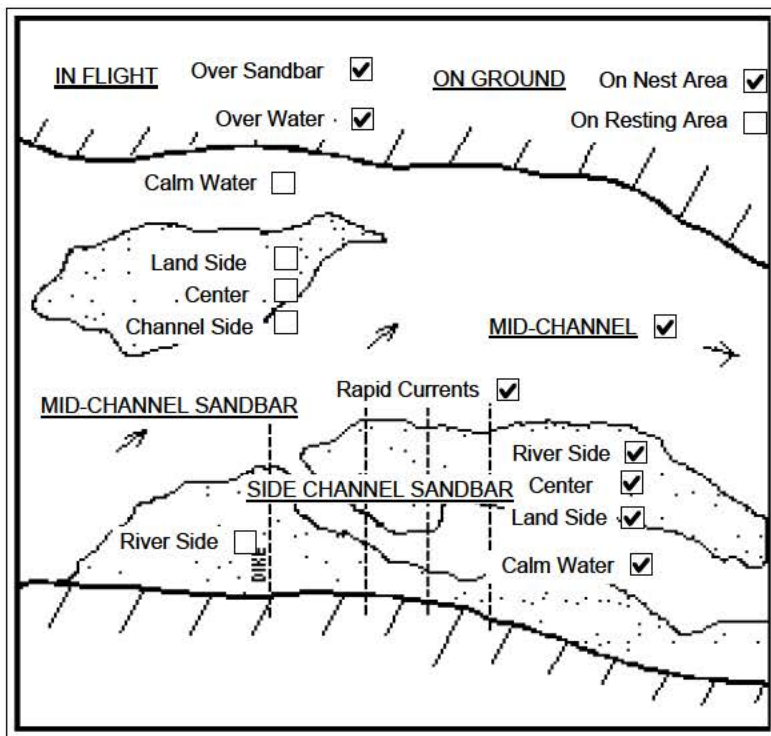 IN FLIGHT Over Sandbar ON GROUND On Nest Area
Over Water On Resting Area
Calm Water
Land Side
Center
Channel Side
MID-CHANNEL
Rapid Currents
MID-CHANNEL SANDBAR
River Side
SIDE CHANNEL SANDBAR Center
Land Side
River Side
DIKE
Calm Water